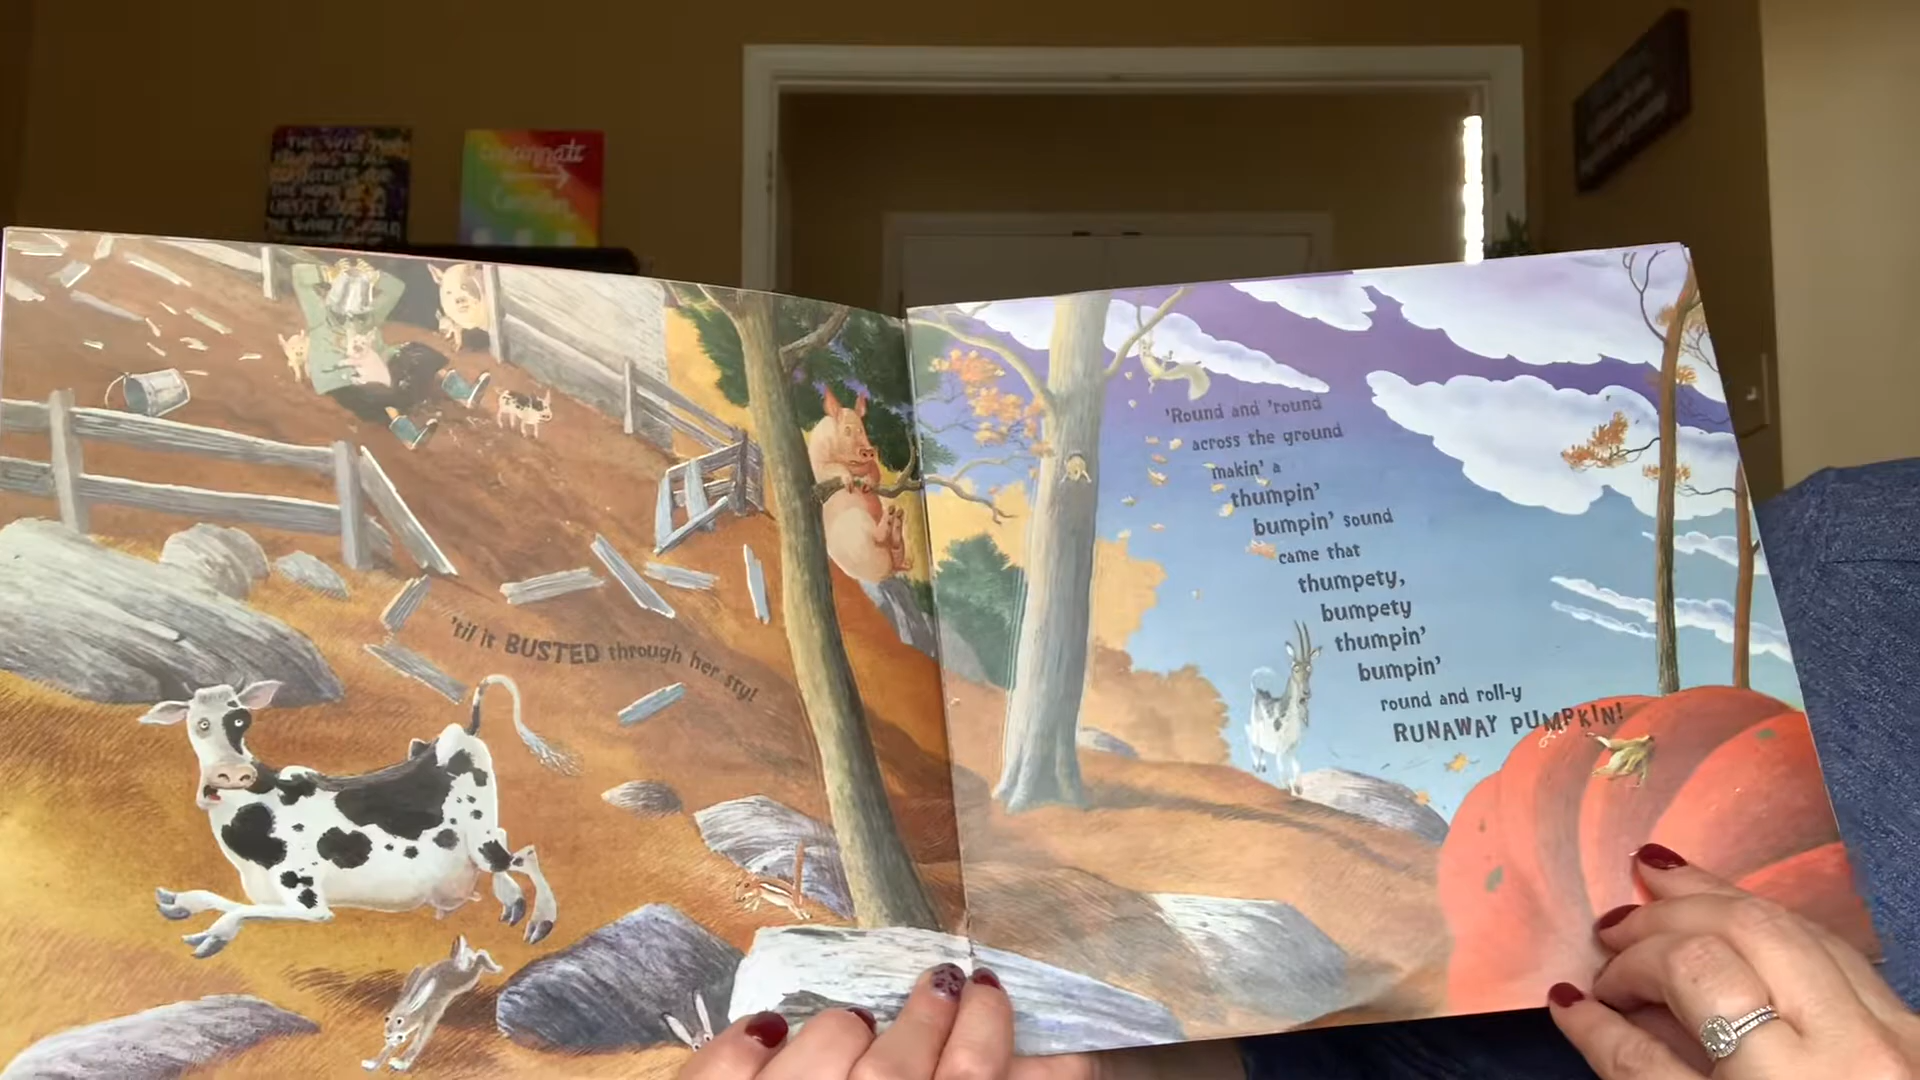 'til it BUSTED through her sty!
'Round and 'round
across the ground
makin' a
thumpin'
bumpin' sound
came that
thumpety,
bumpety
thumpin'
bumpin'
round and roll-y
RUNAWAY PUMPKIN!